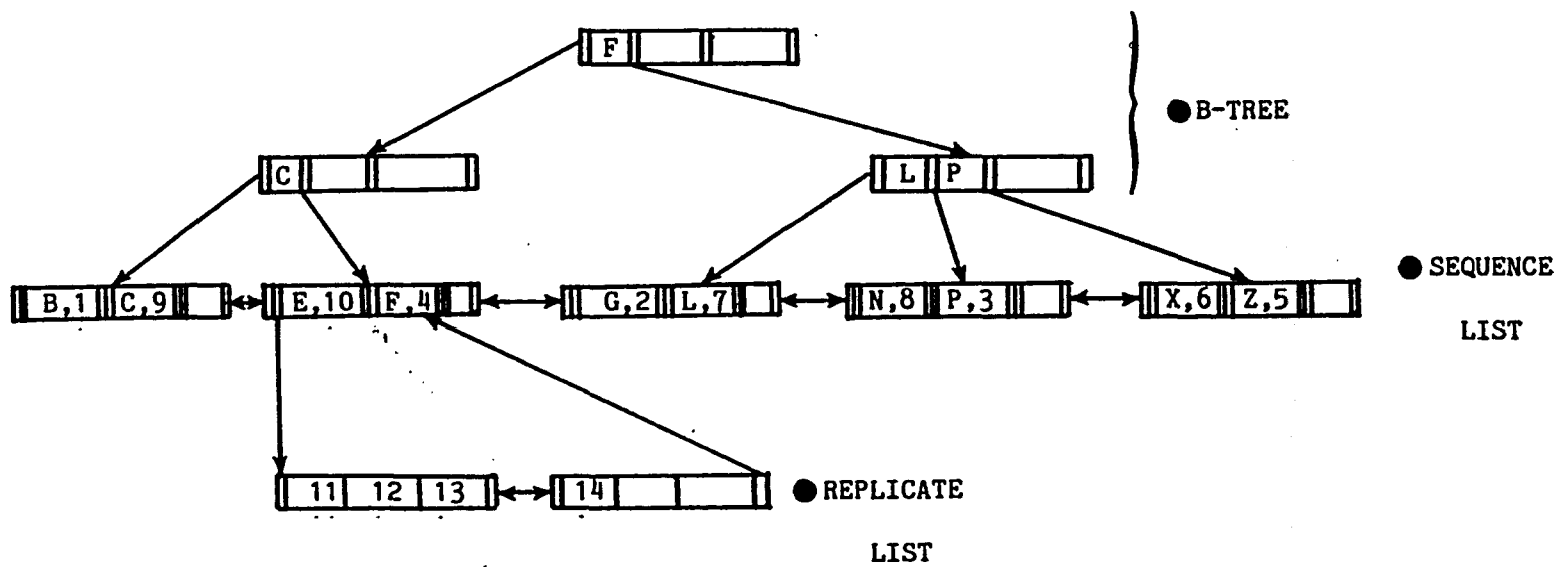 F
B-TREE
C
L P
SEQUENCE
B,1 C,9 E,10 F,4 G,2 L,7 N,8 P,3 X,6 Z,5
LIST
11 12 13 14 REPLICATE
LIST